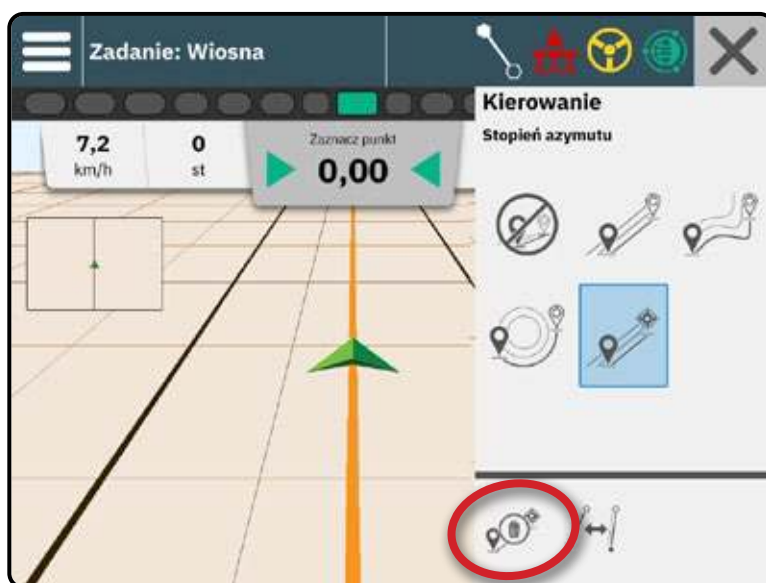 Zadanie: Wiosna
Kierowanie
Stopień azymutu
7,2
km/h
0
st
Zaznacz punkt
0,00